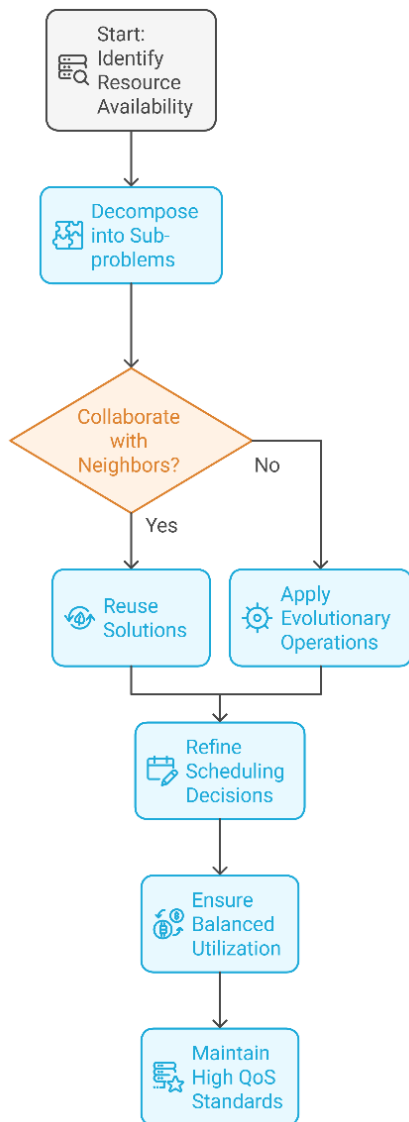 Start:
Identify
Resource
Availability
Decompose
into Sub-
problems
Collaborate
with
Neighbors?
No
Yes
Reuse
Solutions
Apply
Evolutionary
Operations
Refine
Scheduling
Decisions
Ensure
Balanced
Utilization
Maintain
High QoS
Standards